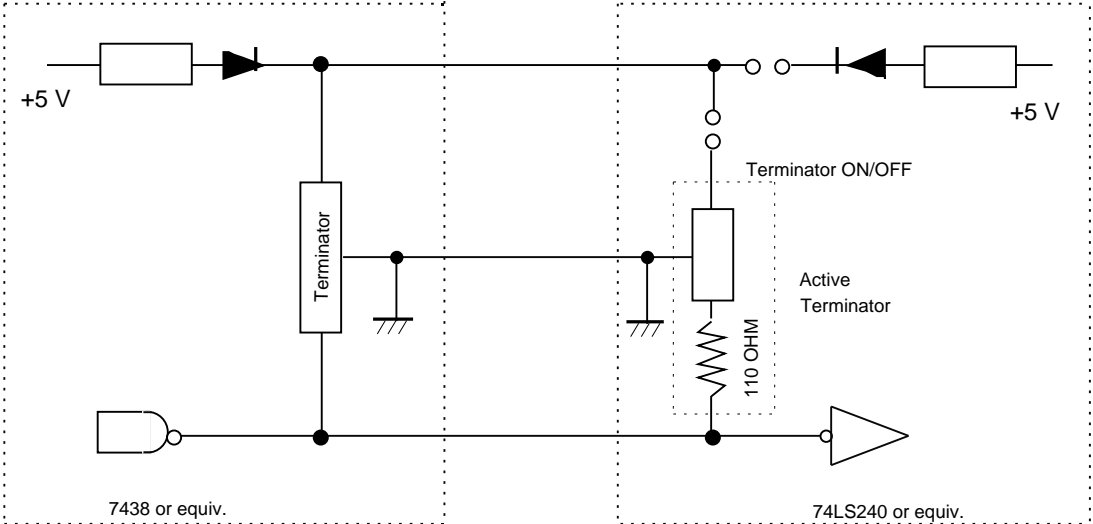 +5 V
+5 V
Terminator ON/OFF
Terminator
Active
Terminator
110 OHM
7438 or equiv.
74LS240 or equiv.